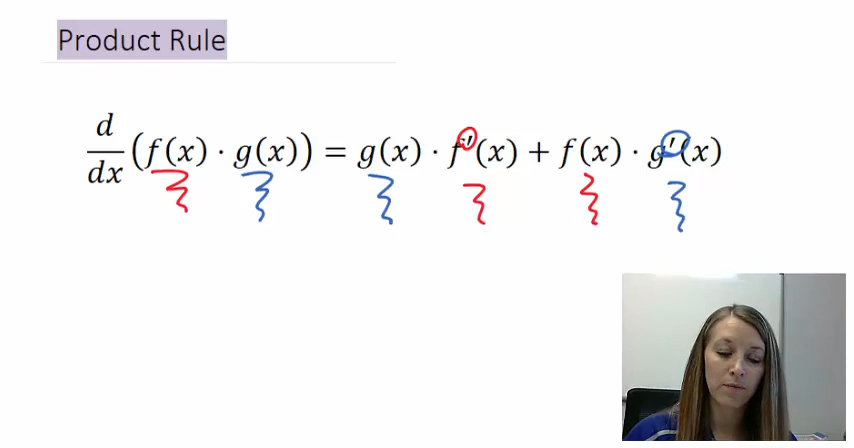 Product Rule
d/dx (f(x) · g(x)) = g(x) · f′(x) + f(x) · g′(x)